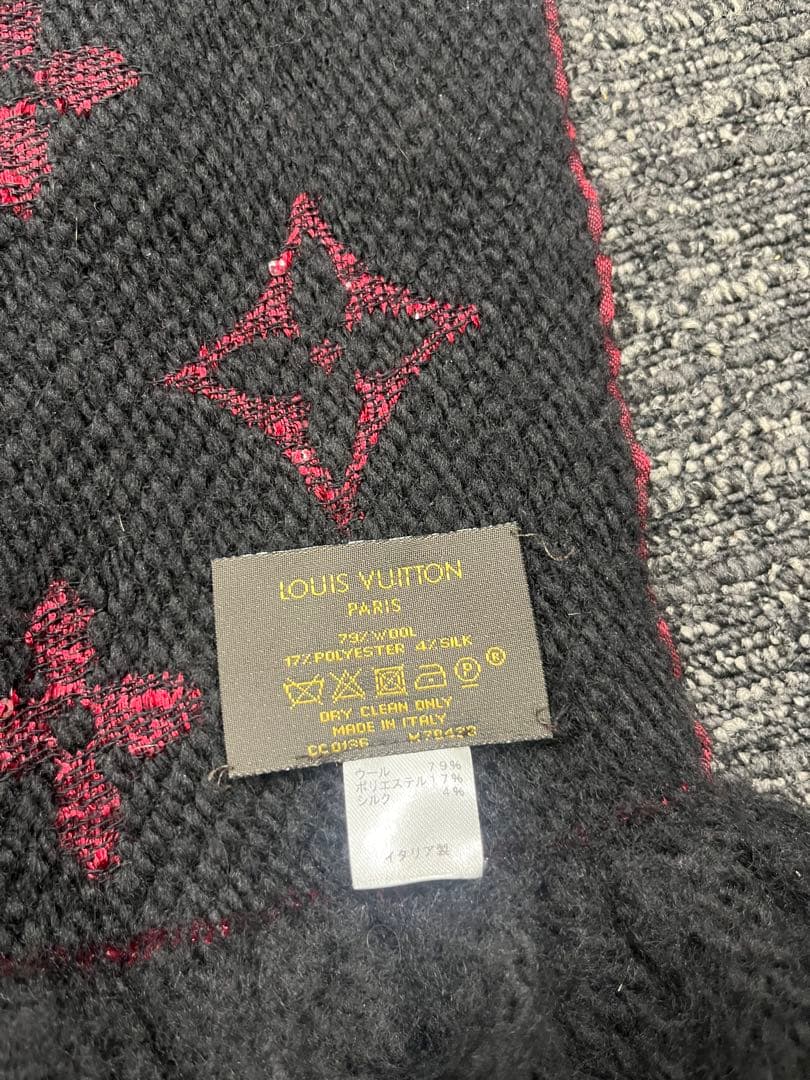 LOUIS VUITTON
PARIS
79% WOOL
17% POLYESTER 4% SILK
P ®
DRY CLEAN ONLY
MADE IN ITALY
CC0136
ウール 79%
ポリエステル 17%
シルク 4%
イタリア製